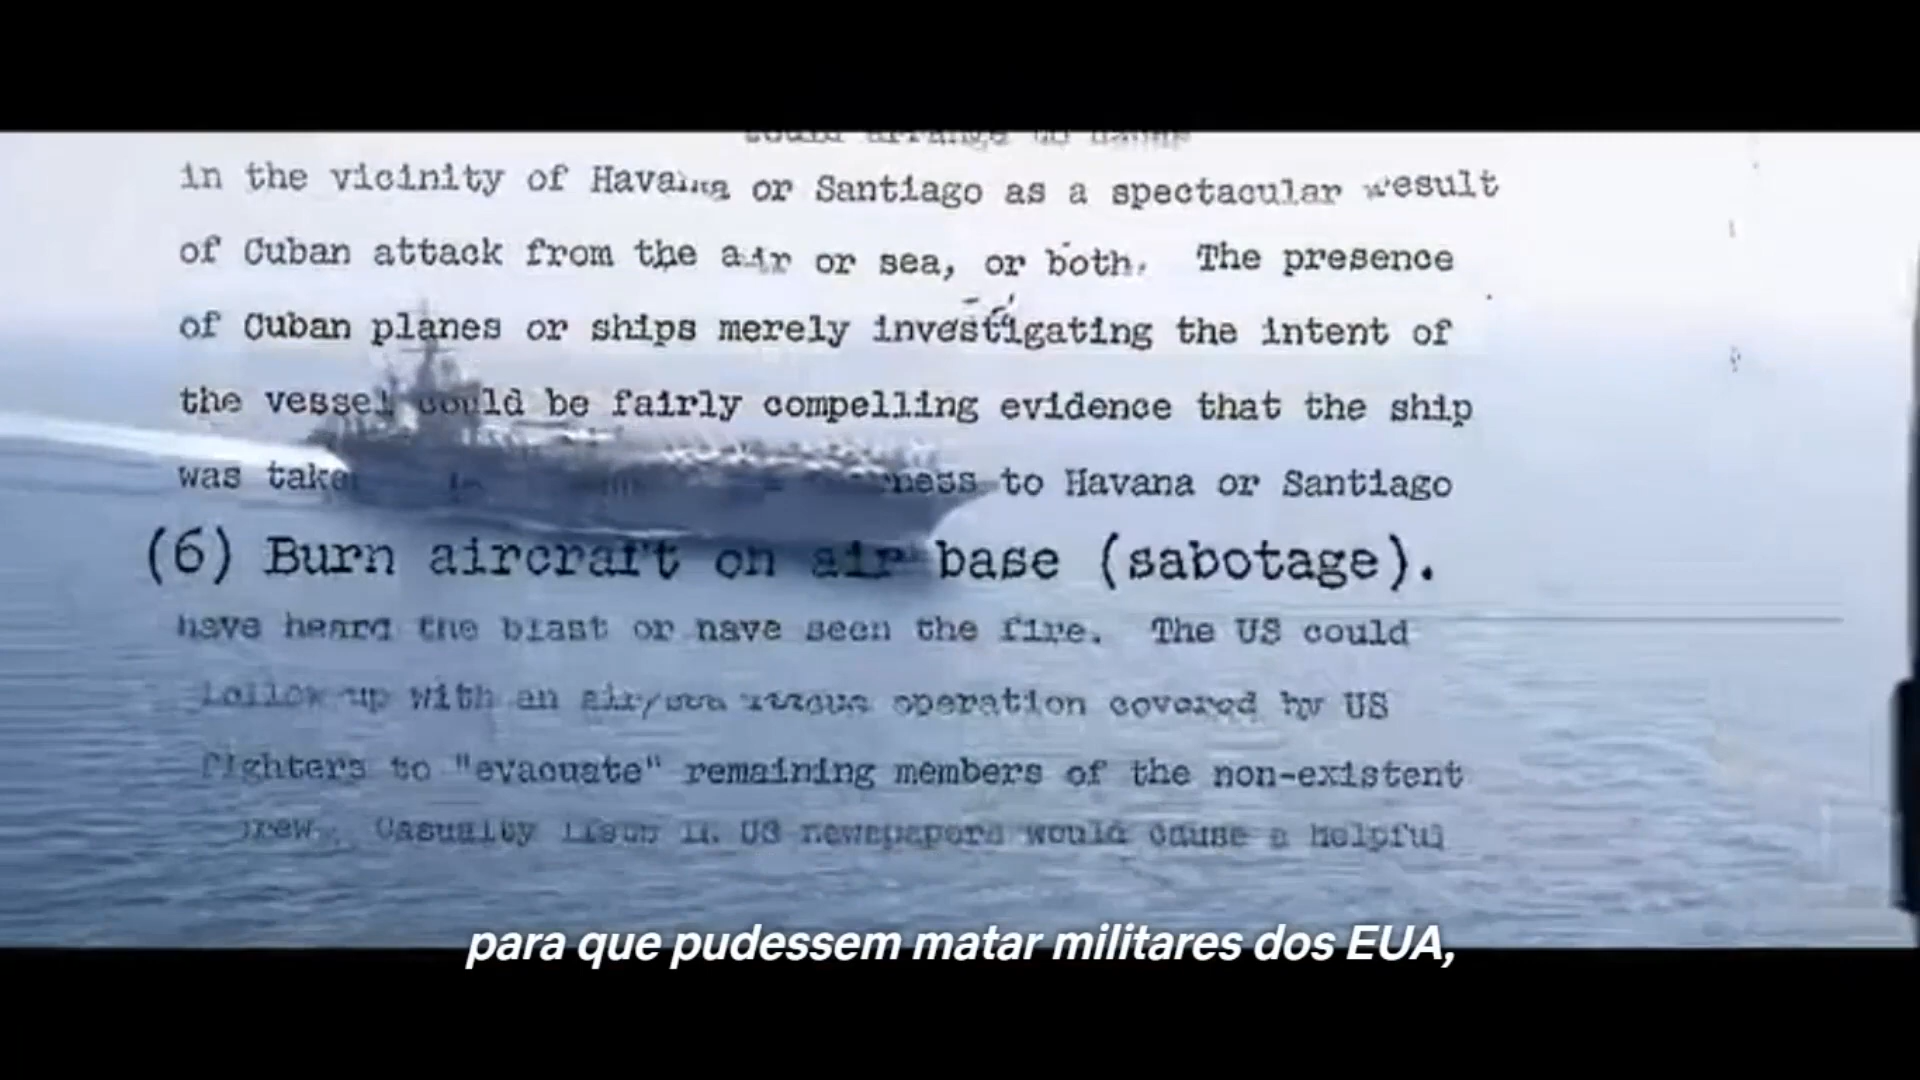 could arrange to cause
in the vicinity of Havana or Santiago as a spectacular result
of Cuban attack from the air or sea, or both. The presence
of Cuban planes or ships merely investigating the intent of
the vessel could be fairly compelling evidence that the ship
was taken to Havana or Santiago
(6) Burn aircraft on air base (sabotage).
have heard the blast or have seen the fire. The US could
follow up with an air/sea rescue operation covered by US
fighters to "evacuate" remaining members of the non-existent
crew. Casualty lists in US newspapers would cause a helpful
para que pudessem matar militares dos EUA,